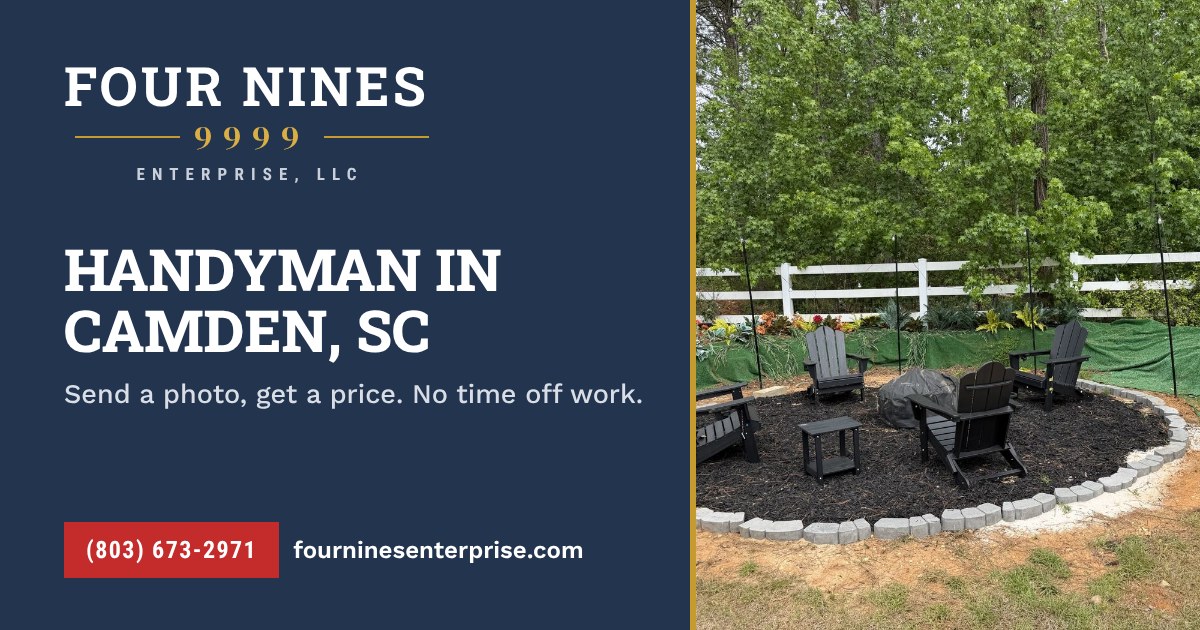 FOUR NINES
9999
ENTERPRISE, LLC
HANDYMAN IN
CAMDEN, SC
Send a photo, get a price. No time off work.
(803) 673-2971
fourninesenterprise.com